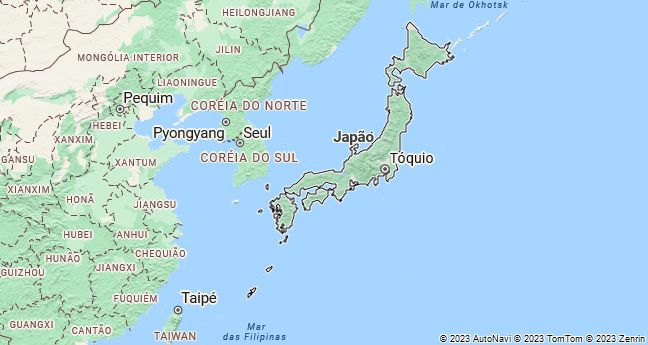 Mar de Okhotsk
HEILONGJIANG
JILIN
MONGÓLIA INTERIOR
LIAONINGUE
Pequim
CORÉIA DO NORTE
HEBEI
Pyongyang
Seul
Japão
XANXIM
GANSU
XANTUM
CORÉIA DO SUL
Tóquio
XIANXIM
HONÃ
JIANGSU
HUBEI
ANHUI
CHEQUIÃO
HUNÃO
JIANGXI
GUIZHOU
FUQUIÉM
Taipé
GUANGXI
CANTÃO
TAIWAN
Mar
das Filipinas
© 2023 AutoNavi © 2023 TomTom © 2023 Zenrin